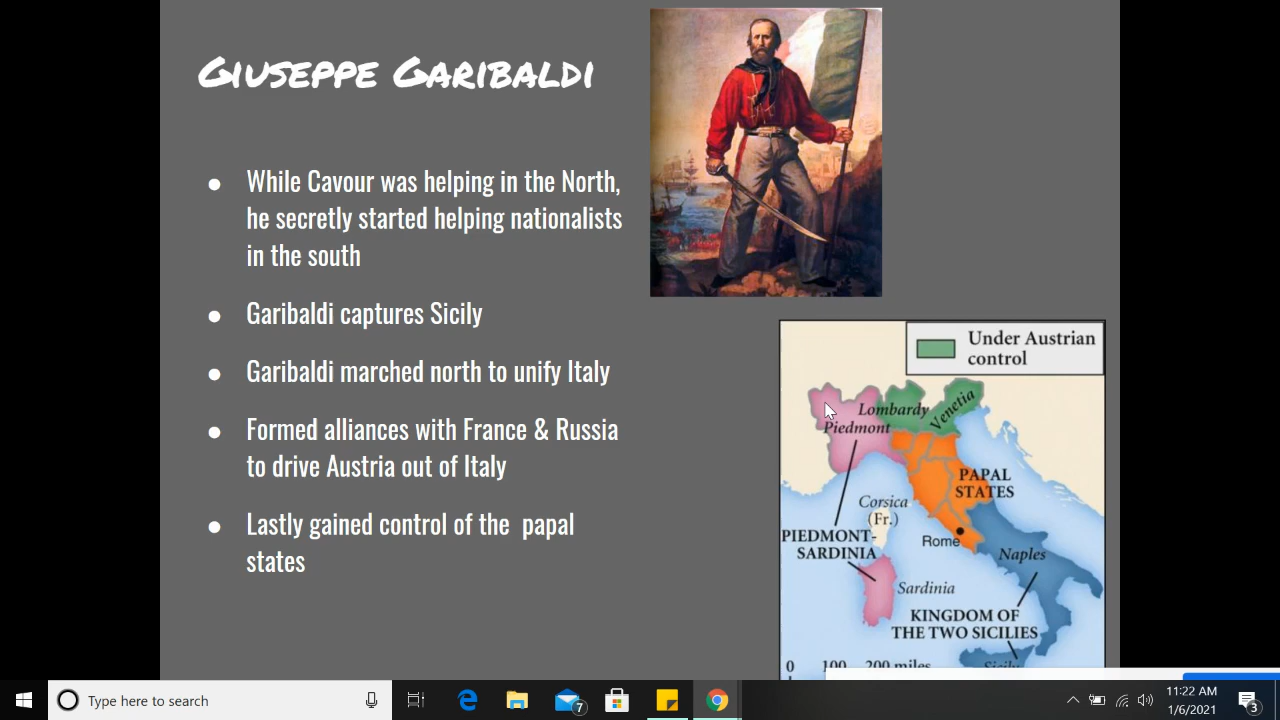 Giuseppe Garibaldi
● While Cavour was helping in the North,
he secretly started helping nationalists
in the south
● Garibaldi captures Sicily
● Garibaldi marched north to unify Italy
● Formed alliances with France & Russia
to drive Austria out of Italy
● Lastly gained control of the papal
states
Under Austrian
control
Lombardy
Venetia
Piedmont
PAPAL
STATES
Corsica
(Fr.)
PIEDMONT-
SARDINIA
Rome
Naples
Sardinia
KINGDOM OF
THE TWO SICILIES
Sicily
0 100 200 miles
Type here to search
7
11:22 AM
1/6/2021
3